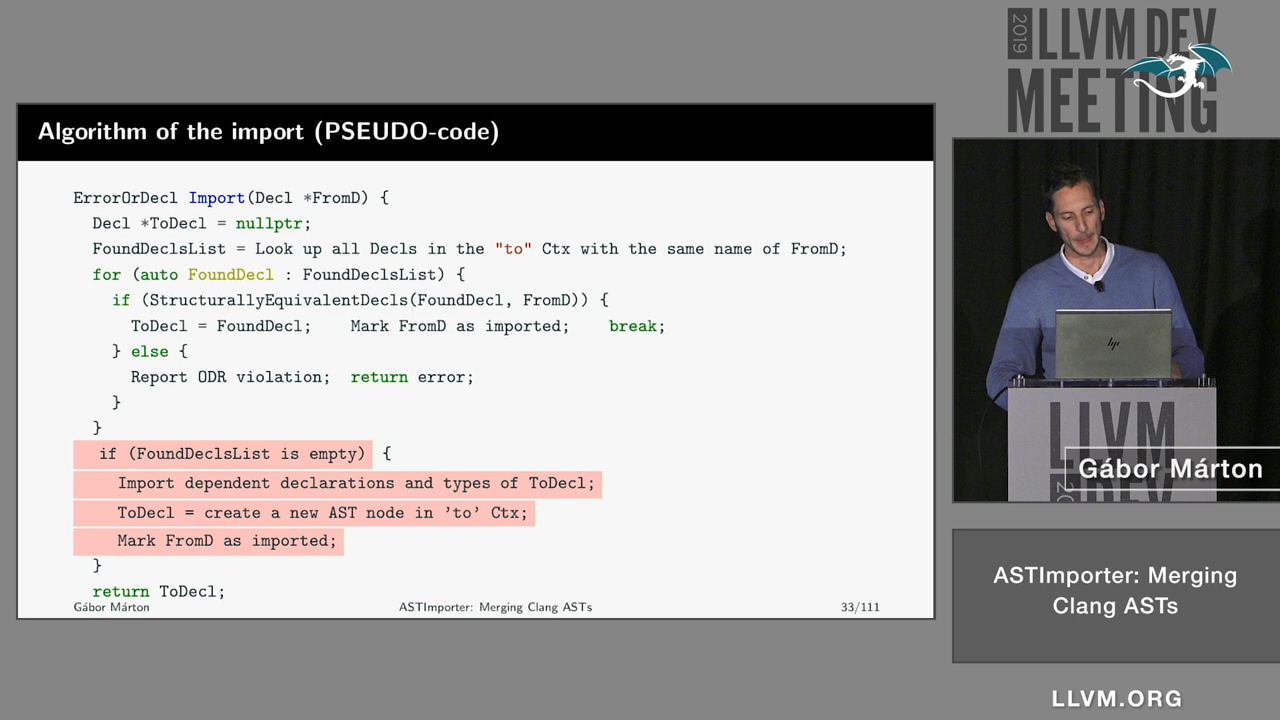 2019
LLVM DEV
MEETING
Algorithm of the import (PSEUDO-code)
ErrorOrDecl Import(Decl *FromD) {
Decl *ToDecl = nullptr;
FoundDeclsList = Look up all Decls in the "to" Ctx with the same name of FromD;
for (auto FoundDecl : FoundDeclsList) {
if (StructurallyEquivalentDecls(FoundDecl, FromD)) {
ToDecl = FoundDecl; Mark FromD as imported; break;
} else {
Report ODR violation; return error;
}
}
if (FoundDeclsList is empty) {
Import dependent declarations and types of ToDecl;
ToDecl = create a new AST node in ’to’ Ctx;
Mark FromD as imported;
}
return ToDecl;
Gábor Márton ASTImporter: Merging Clang ASTs 33/111
hp
LLVM
Gábor Márton
ASTImporter: Merging
Clang ASTs
LLVM.ORG